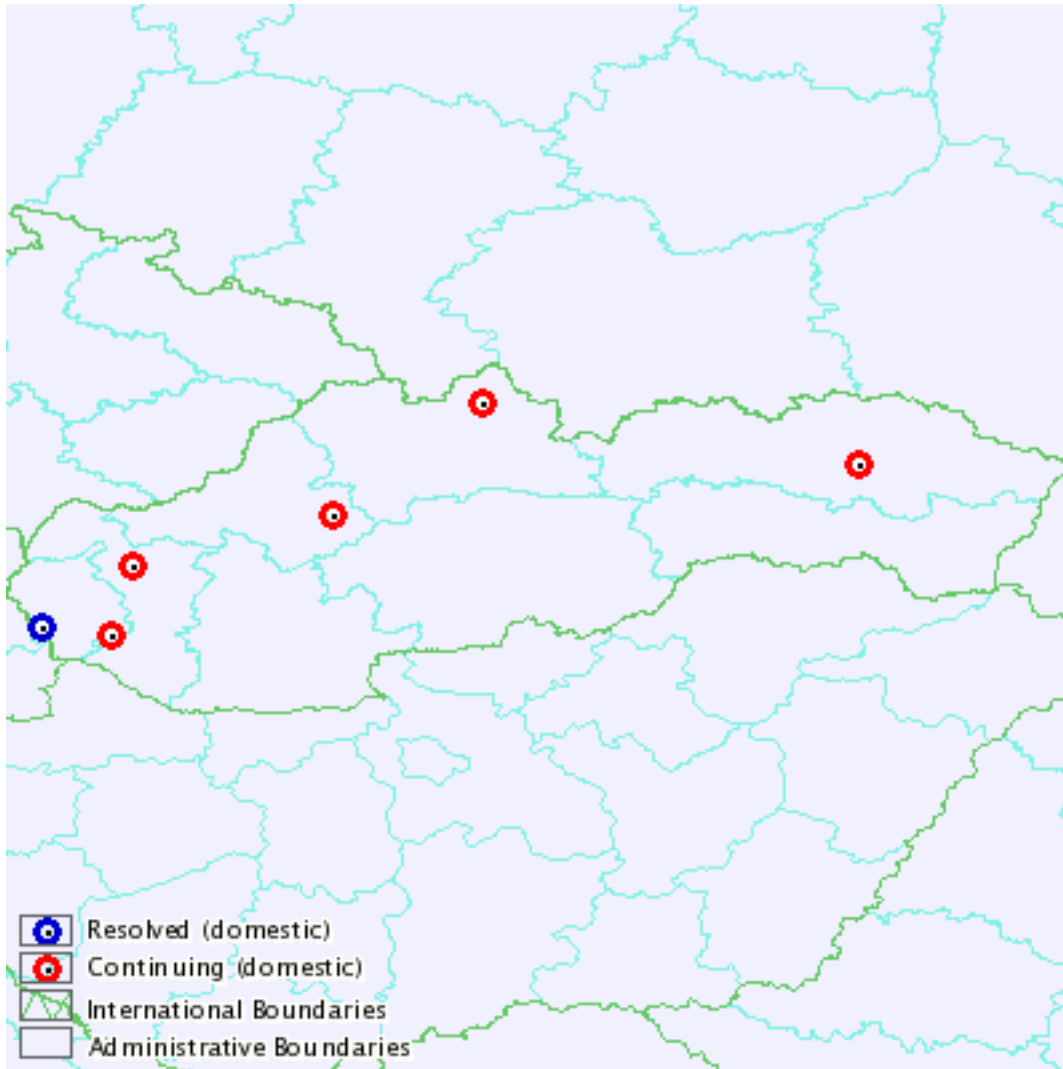 Resolved (domestic)
Continuing (domestic)
International Boundaries
Administrative Boundaries